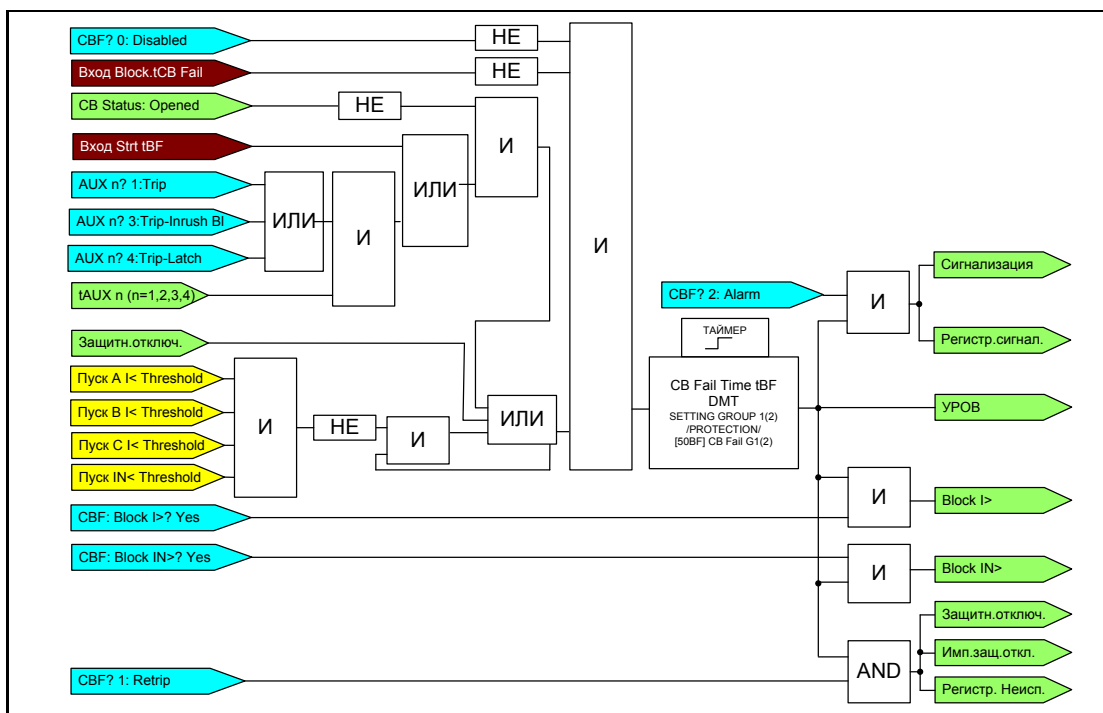 CBF? 0: Disabled
НЕ
Вход Block.tCB Fail
НЕ
CB Status: Opened
НЕ
И
Вход Strt tBF
ИЛИ
AUX n? 1:Trip
ИЛИ
AUX n? 3:Trip-Inrush Bl
И
AUX n? 4:Trip-Latch
tAUX n (n=1,2,3,4)
И
Защитн.отключ.
Пуск A I< Threshold
Пуск B I< Threshold
Пуск C I< Threshold
Пуск IN< Threshold
И
НЕ
И
ИЛИ
CBF: Block I>? Yes
CBF: Block IN>? Yes
CBF? 1: Retrip
CBF? 2: Alarm
ТАЙМЕР
CB Fail Time tBF
DMT
SETTING GROUP 1(2)
/PROTECTION/
[50BF] CB Fail G1(2)
И
Сигнализация
Регистр.сигнал.
УРОВ
И
Block I>
И
Block IN>
AND
Защитн.отключ.
Имп.защ.откл.
Регистр. Неисп.